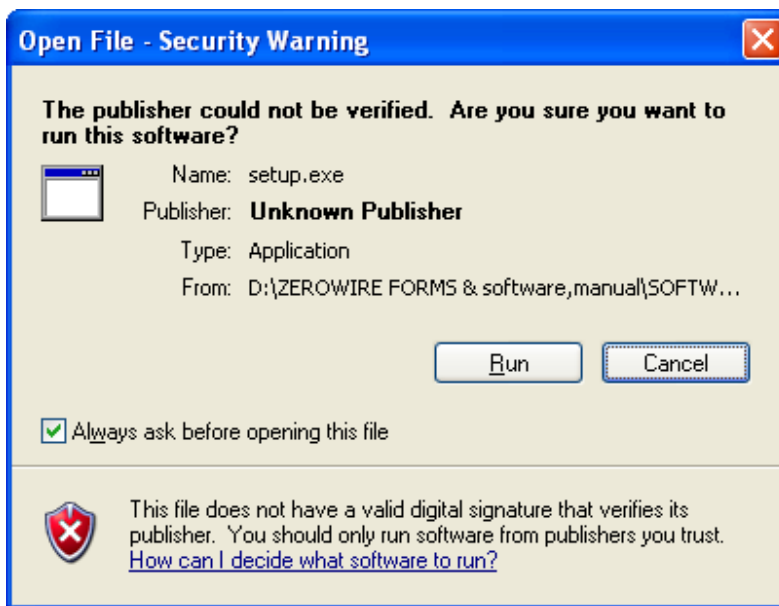 Open File - Security Warning
The publisher could not be verified.  Are you sure you want to
run this software?
Name: setup.exe
Publisher: Unknown Publisher
Type: Application
From: D:\ZEROWIRE FORMS & software,manual\SOFTW...
Run Cancel
Always ask before opening this file
This file does not have a valid digital signature that verifies its
publisher.  You should only run software from publishers you trust.
How can I decide what software to run?